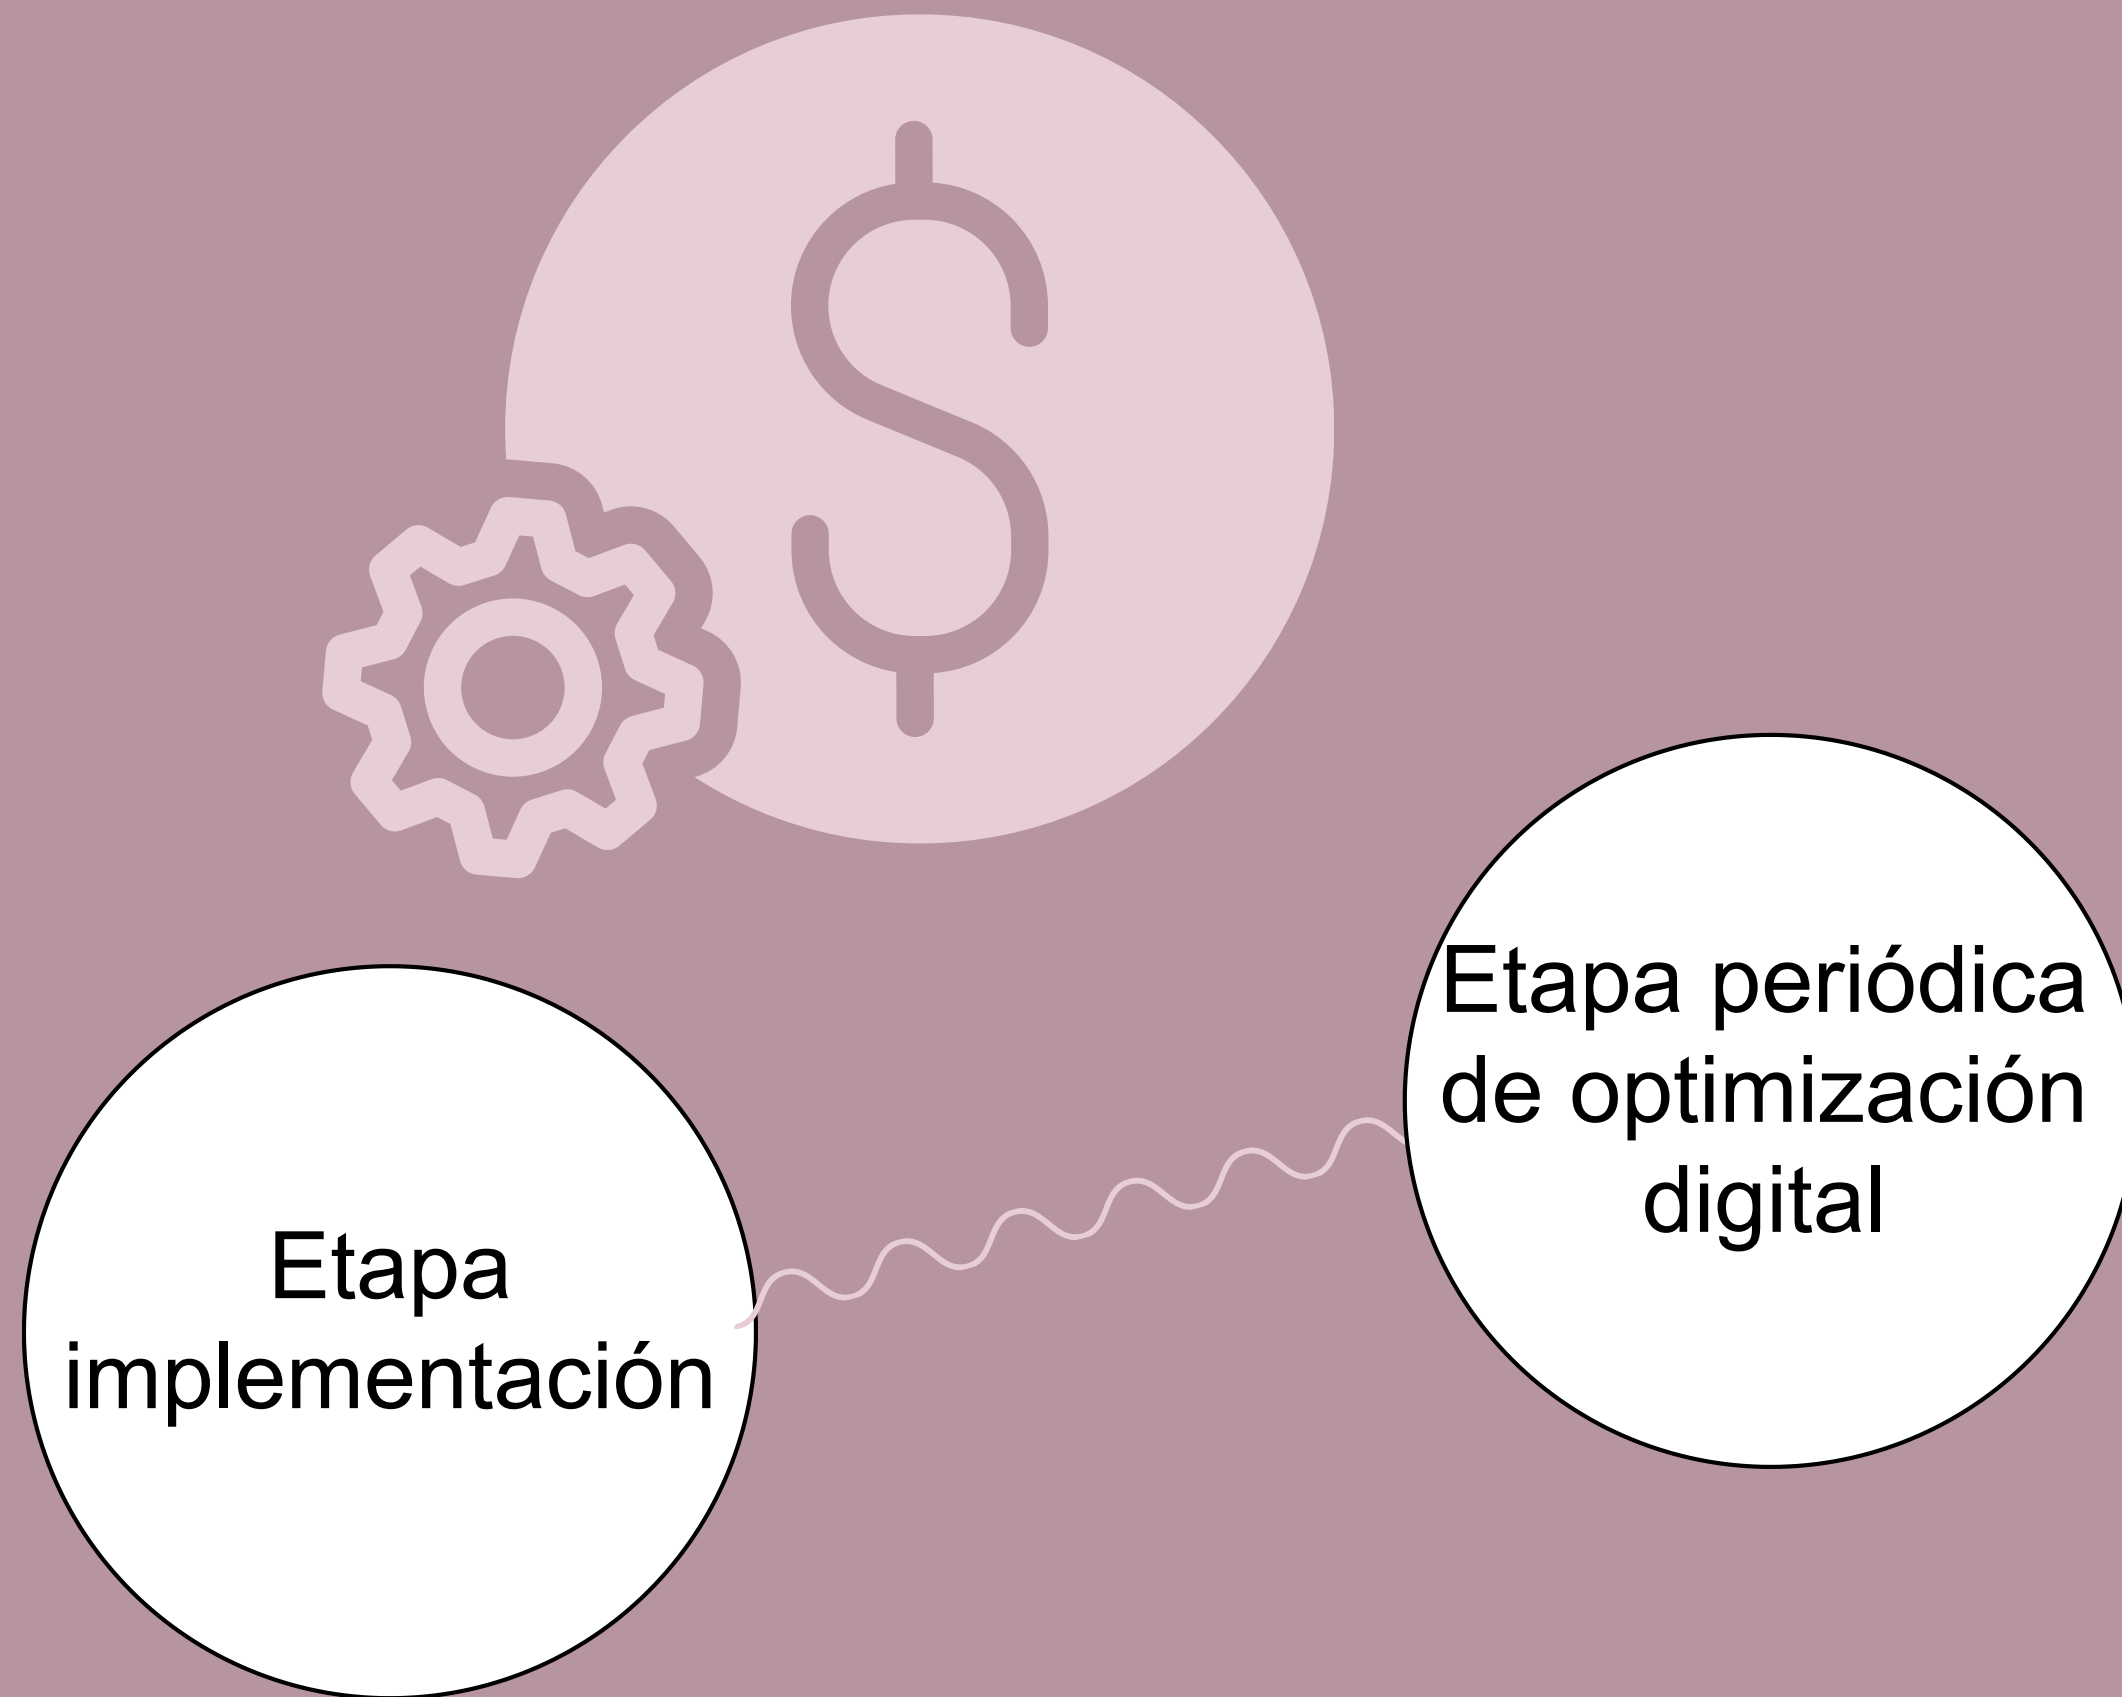 Etapa
implementación
Etapa periódica
de optimización
digital